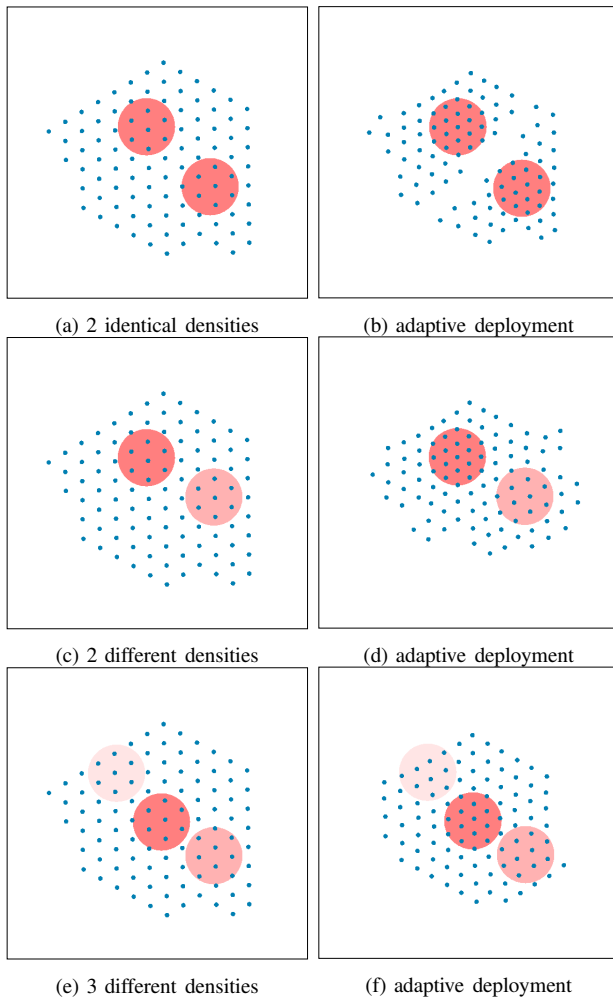 (a) 2 identical densities
(b) adaptive deployment
(c) 2 different densities
(d) adaptive deployment
(e) 3 different densities
(f) adaptive deployment